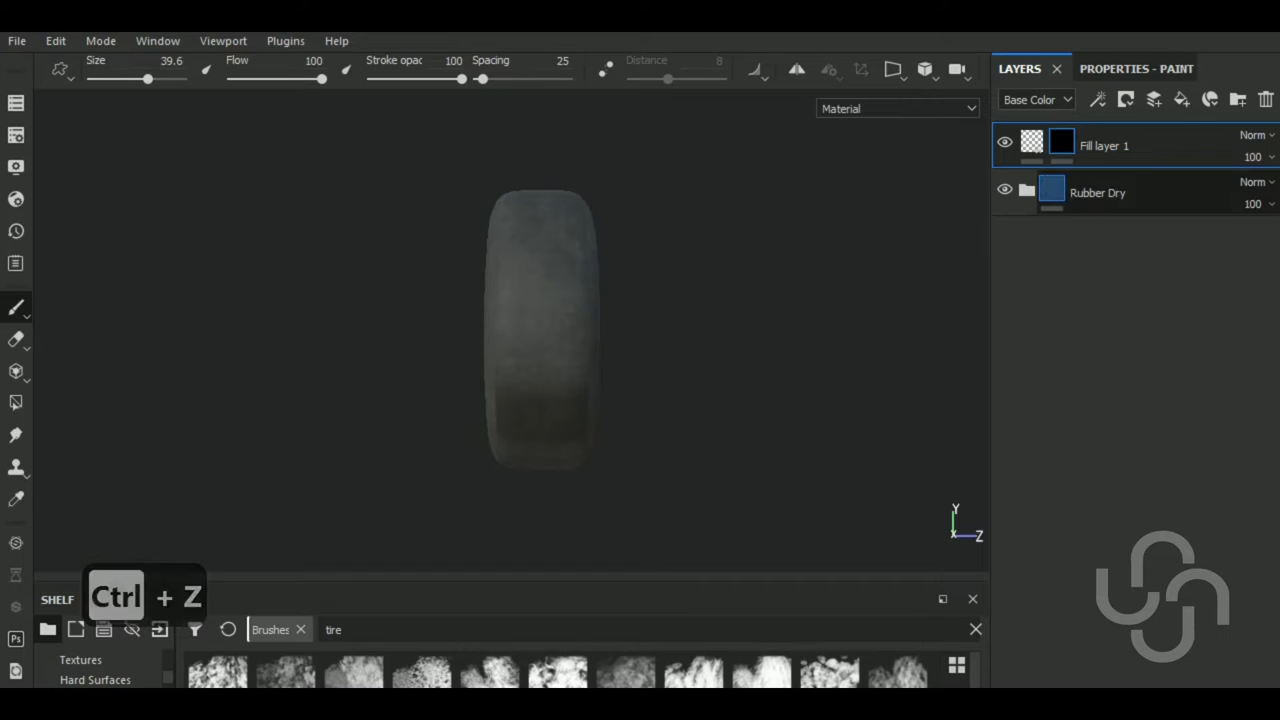 File Edit Mode Window Viewport Plugins Help
Size 39.6 Flow 100 Stroke opac 100 Spacing 25 Distance 8
LAYERS PROPERTIES - PAINT
Base Color
Material
Norm
Fill layer 1
100
Norm
Rubber Dry
100
Y
X Z
Ctrl + Z
SHELF
Brushes tire
Ps
Textures
Hard Surfaces